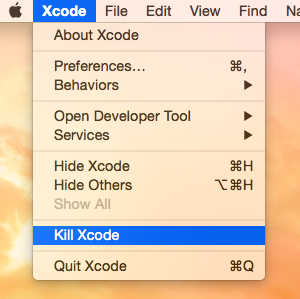 Xcode File Edit View Find
About Xcode
Preferences... ⌘,
Behaviors ▶
Open Developer Tool ▶
Services ▶
Hide Xcode ⌘H
Hide Others ⌥⌘H
Show All
Kill Xcode
Quit Xcode ⌘Q